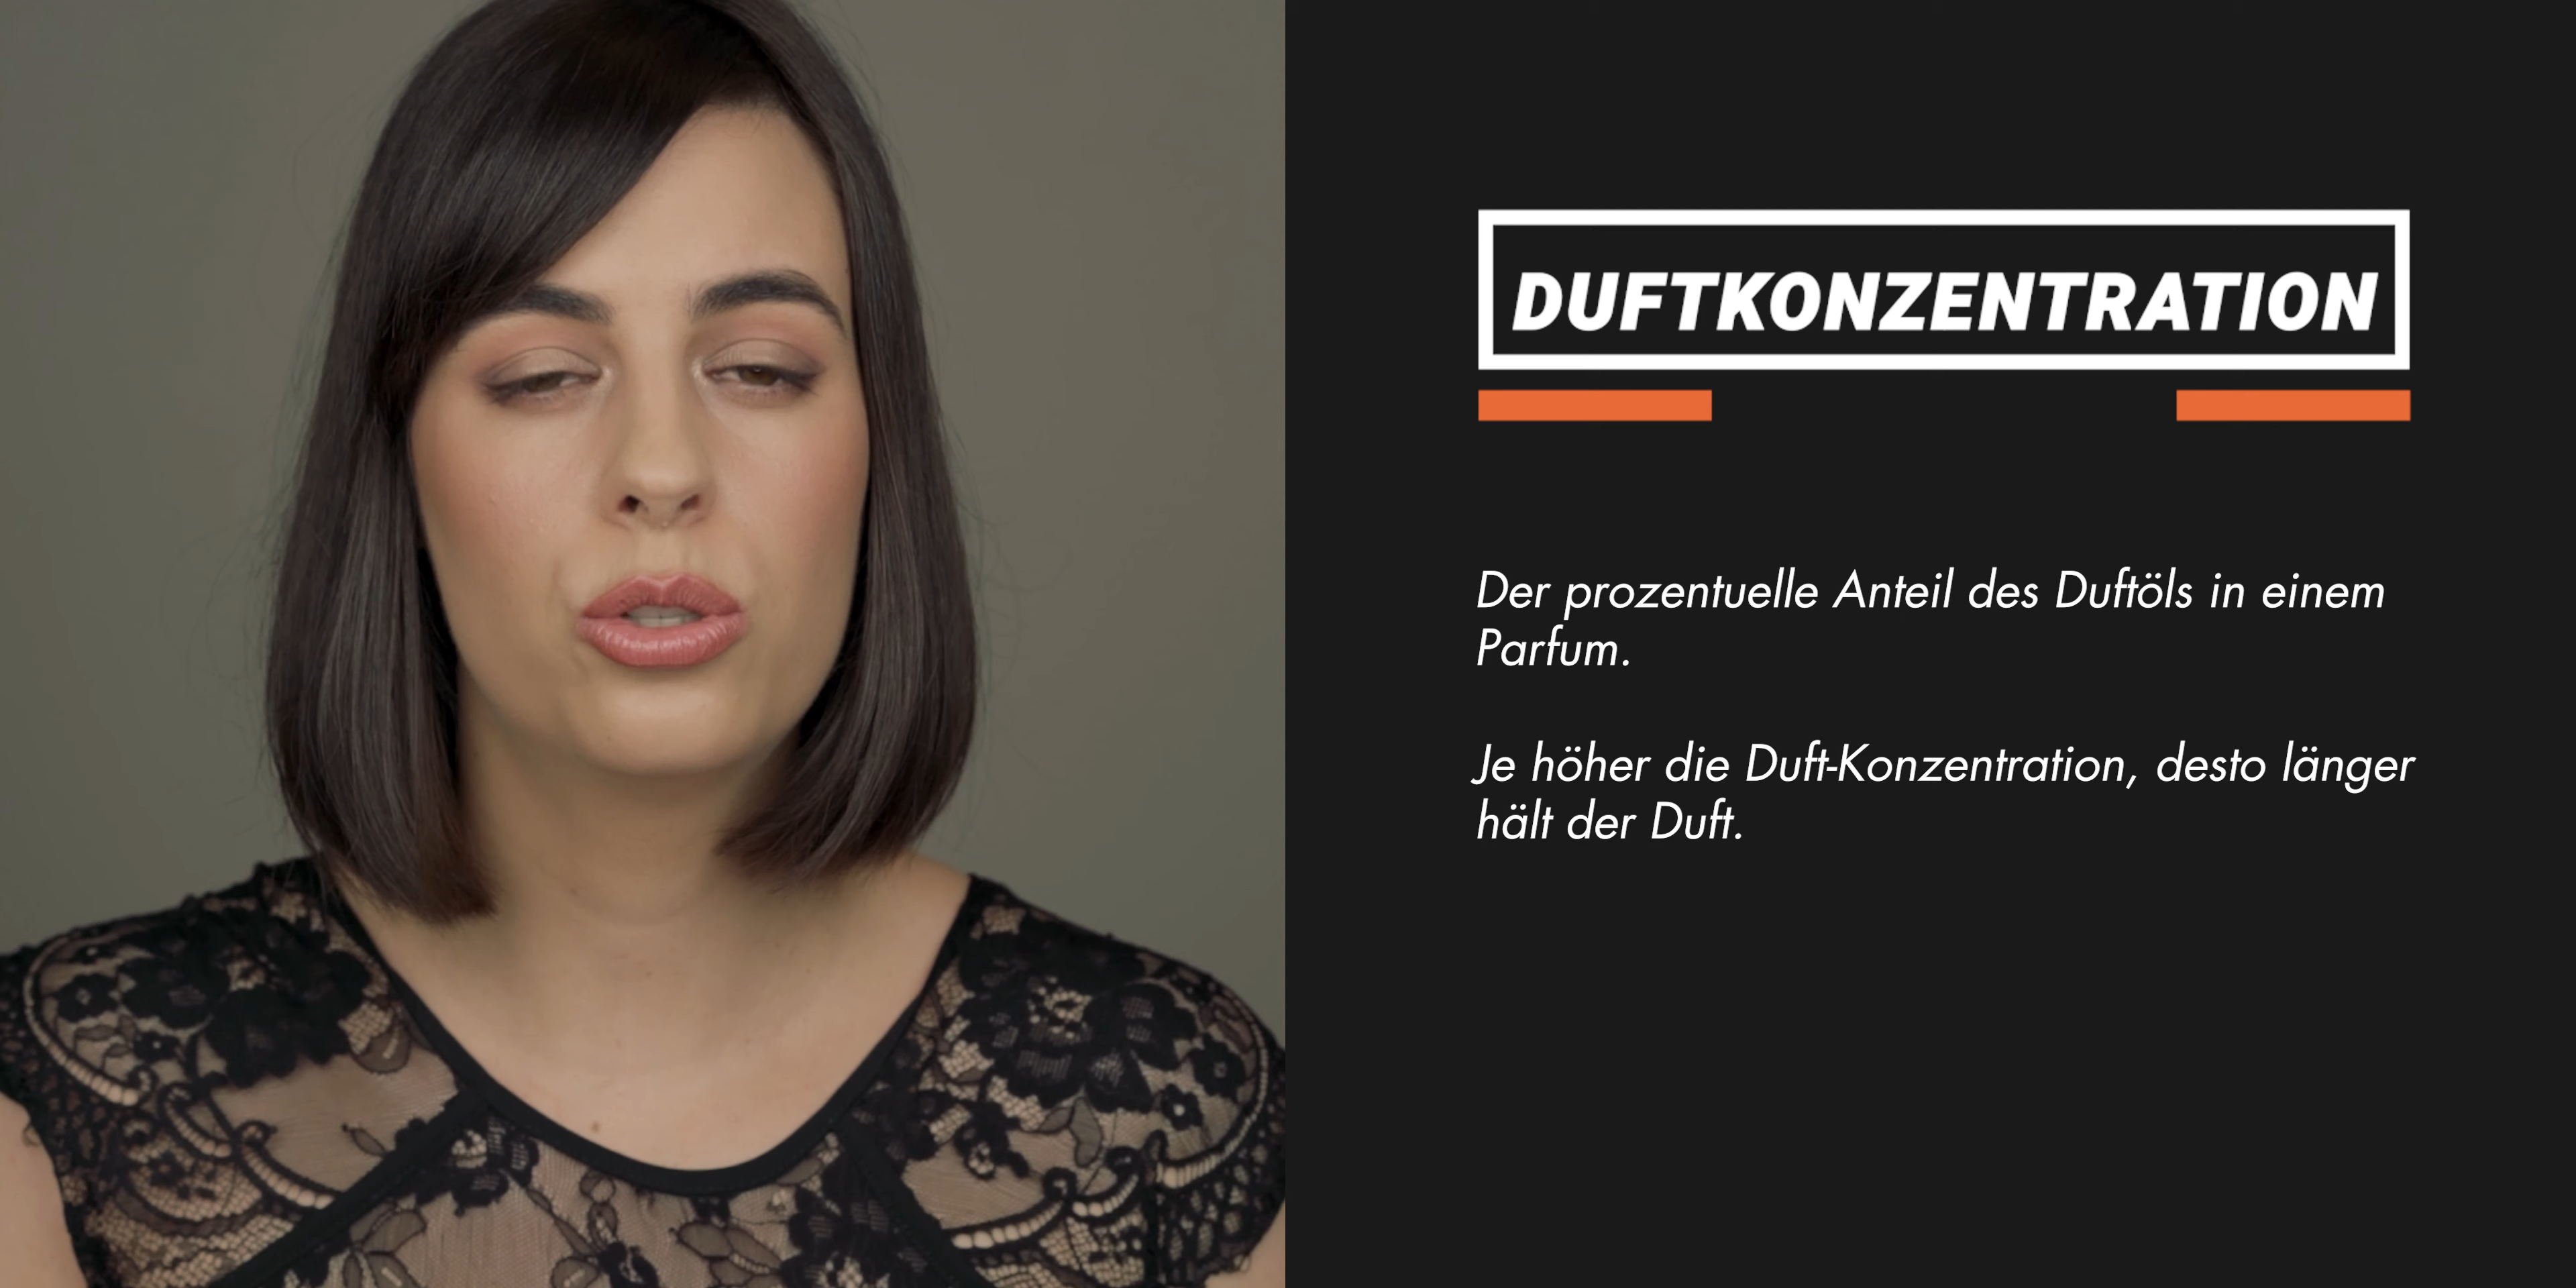 DUFTKONZENTRATION
Der prozentuelle Anteil des Duftöls in einem
Parfum.
Je höher die Duft-Konzentration, desto länger
hält der Duft.